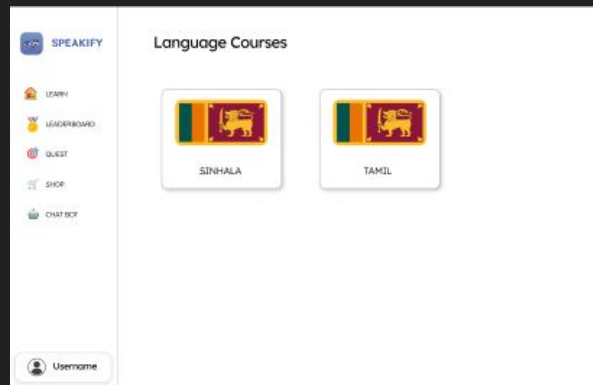 SPEAKIFY
Language Courses
LEARN
LEADERBOARD
QUEST
SHOP
CHAT BOT
SINHALA
TAMIL
Username